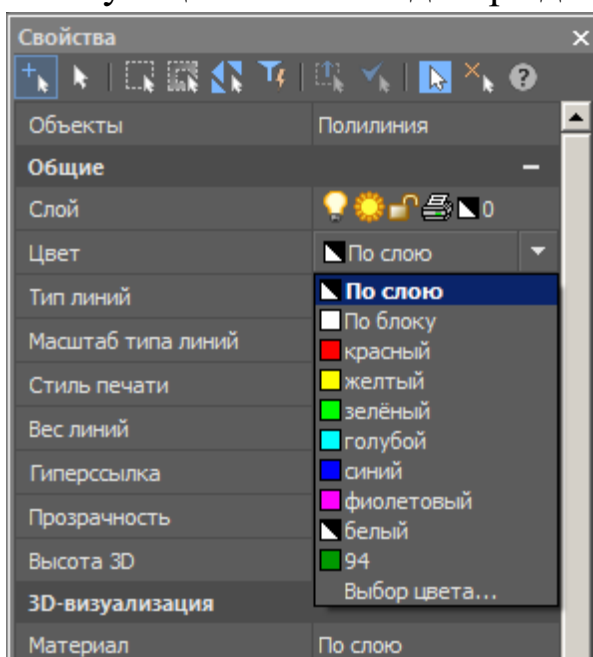 Свойства
Объекты Полилиния
Общие
Слой 0
Цвет По слою
Тип линий По слою
Масштаб типа линий По блоку
красный
Стиль печати желтый
Вес линий зелёный
голубой
Гиперссылка синий
Прозрачность фиолетовый
белый
Высота 3D 94
3D-визуализация Выбор цвета...
Материал По слою